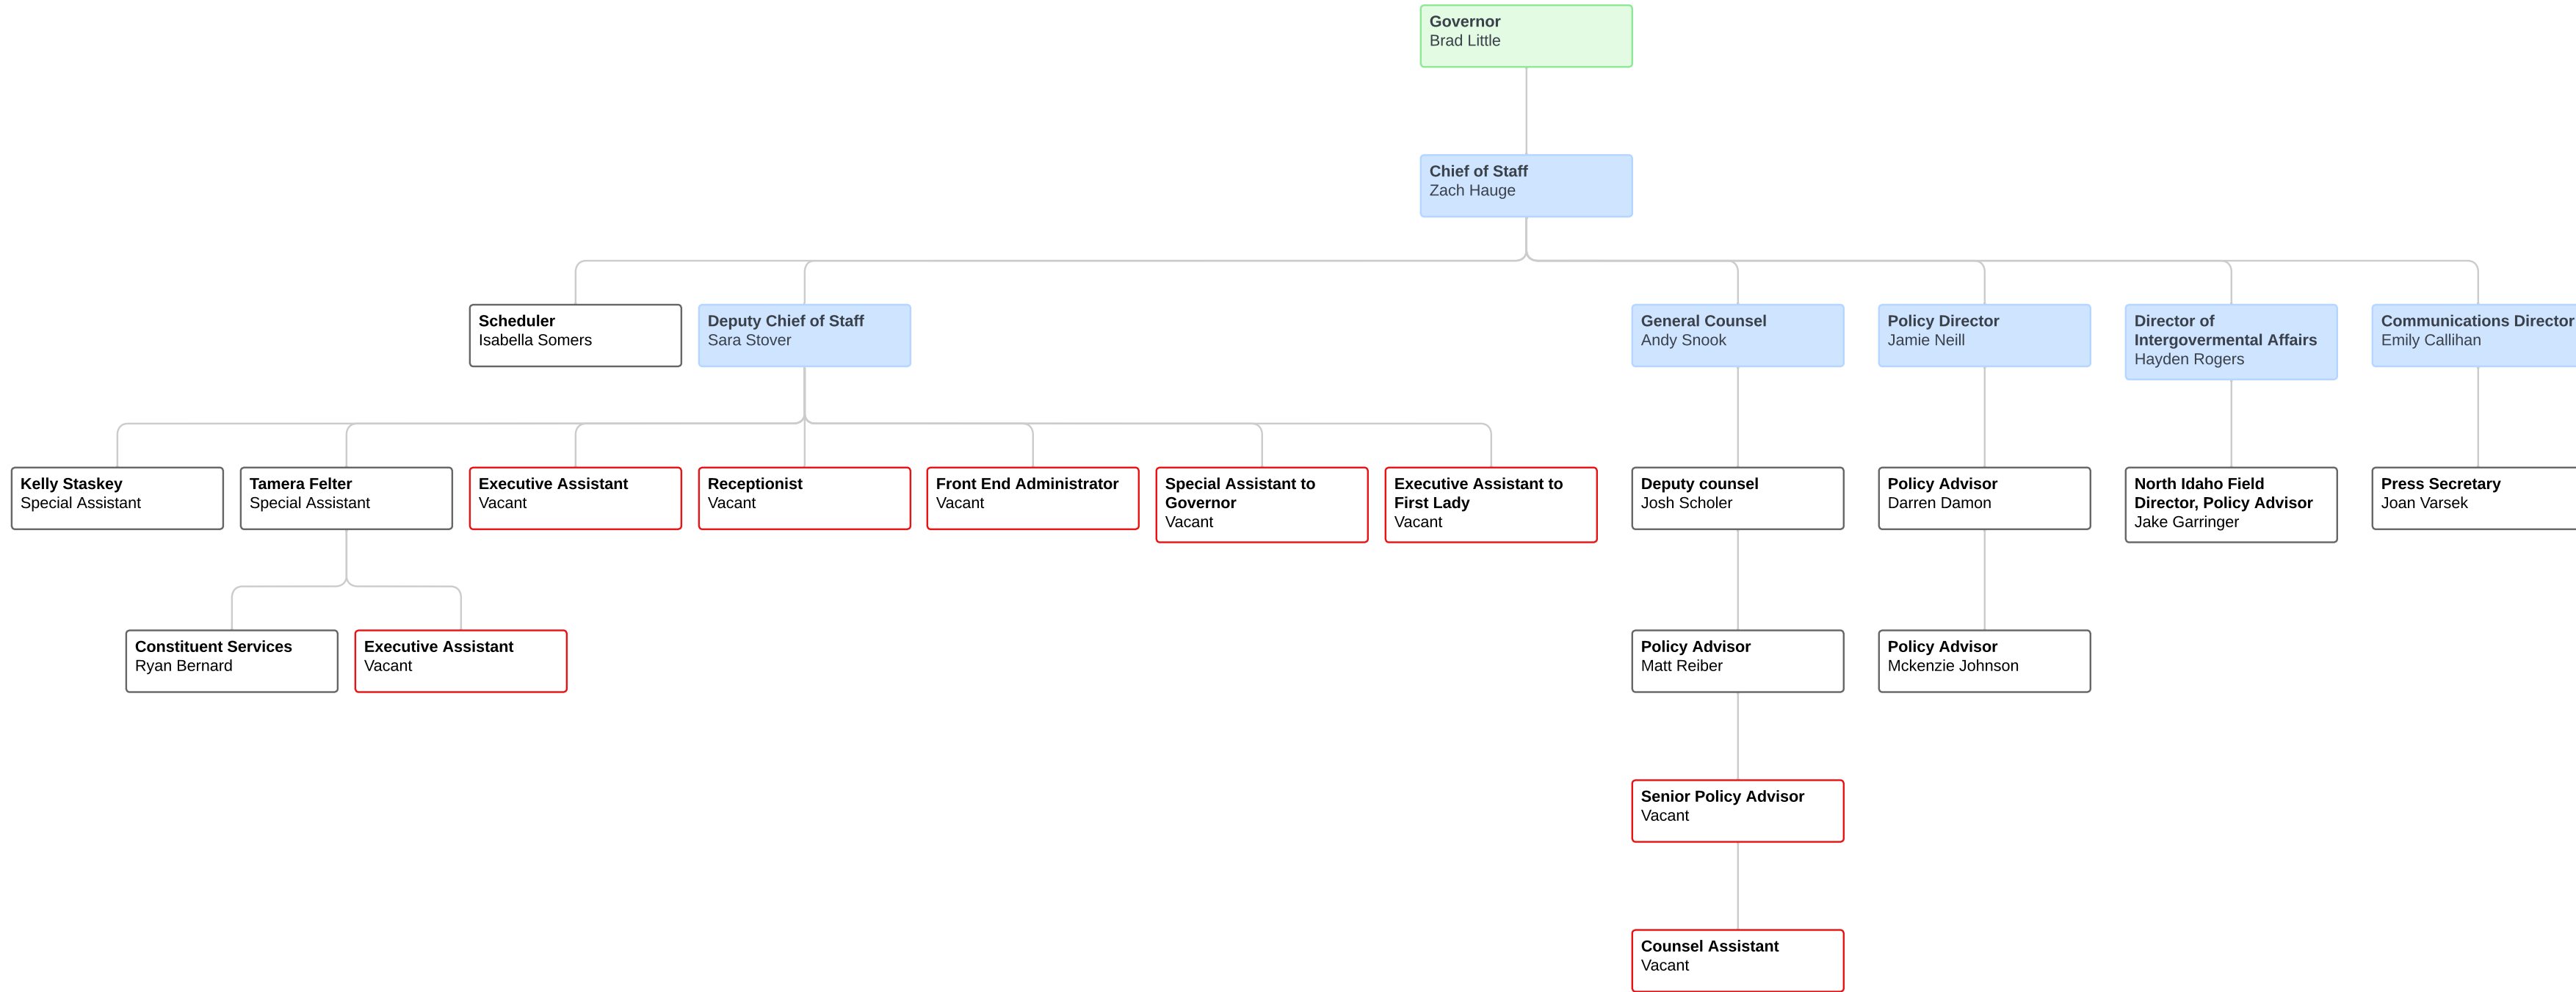 Governor
Brad Little
Chief of Staff
Zach Hauge
Scheduler
Isabella Somers
Deputy Chief of Staff
Sara Stover
General Counsel
Andy Snook
Policy Director
Jamie Neill
Director of
Intergovermental Affairs
Hayden Rogers
Communications Director
Emily Callihan
Kelly Staskey
Special Assistant
Tamera Felter
Special Assistant
Executive Assistant
Vacant
Receptionist
Vacant
Front End Administrator
Vacant
Special Assistant to
Governor
Vacant
Executive Assistant to
First Lady
Vacant
Deputy counsel
Josh Scholer
Policy Advisor
Darren Damon
North Idaho Field
Director, Policy Advisor
Jake Garringer
Press Secretary
Joan Varsek
Constituent Services
Ryan Bernard
Executive Assistant
Vacant
Policy Advisor
Matt Reiber
Policy Advisor
Mckenzie Johnson
Senior Policy Advisor
Vacant
Counsel Assistant
Vacant